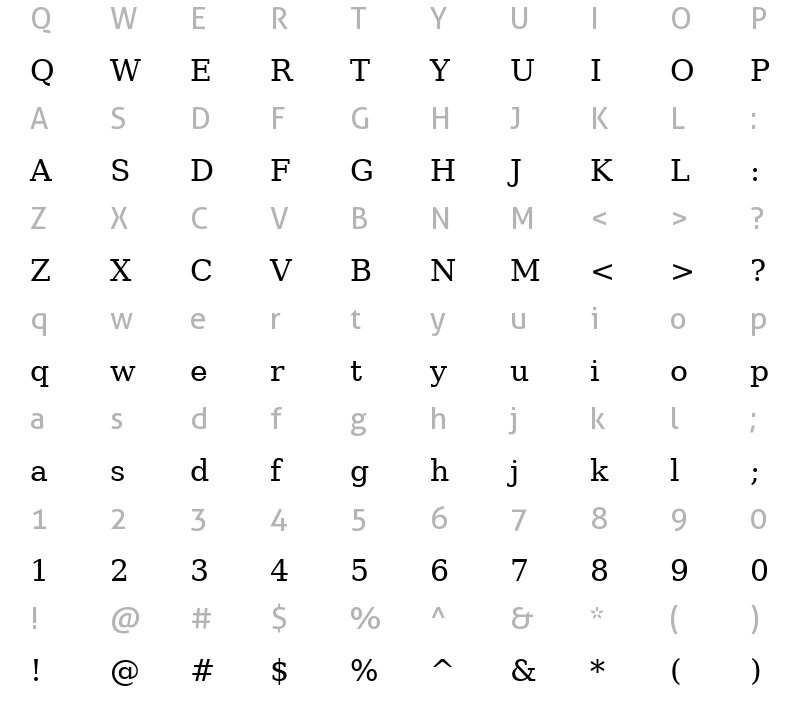 Q W E R T Y U I O P
Q W E R T Y U I O P
A S D F G H J K L :
A S D F G H J K L :
Z X C V B N M < > ?
Z X C V B N M < > ?
q w e r t y u i o p
q w e r t y u i o p
a s d f g h j k l ;
a s d f g h j k l ;
1 2 3 4 5 6 7 8 9 0
1 2 3 4 5 6 7 8 9 0
! @ # $ % ^ & * ( )
! @ # $ % ^ & * ( )